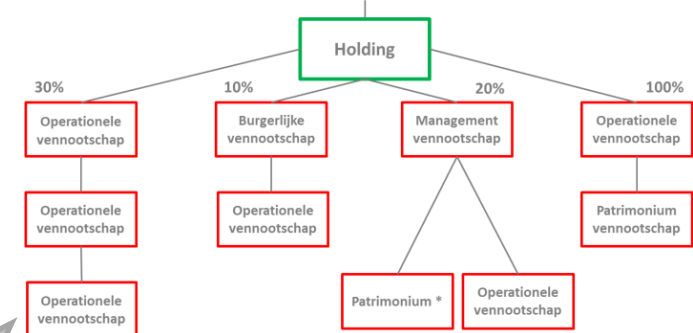 Holding
30%
10%
20%
100%
Operationele
vennootschap
Burgerlijke
vennootschap
Management
vennootschap
Operationele
vennootschap
Operationele
vennootschap
Operationele
vennootschap
Patrimonium
vennootschap
Operationele
vennootschap
Patrimonium *
Operationele
vennootschap